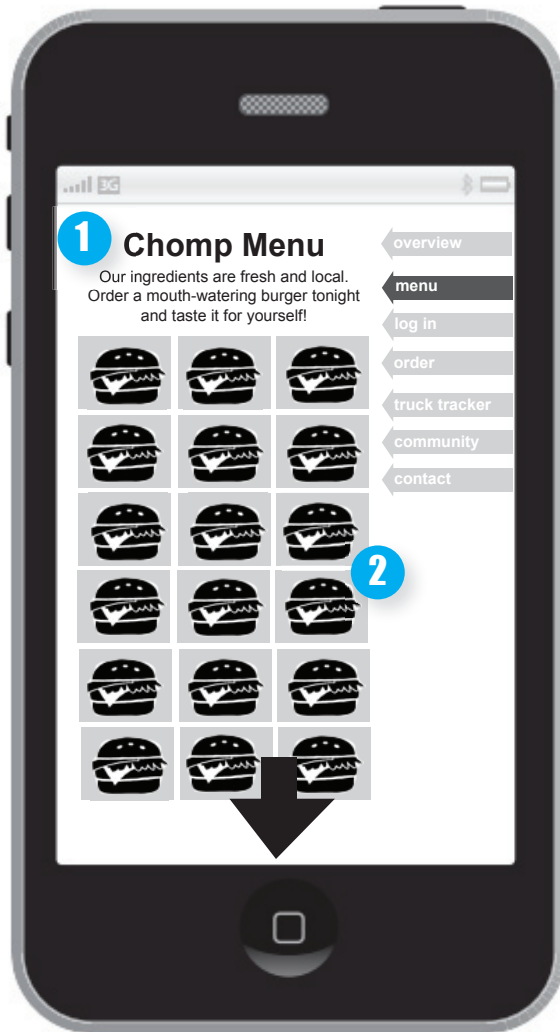 3G
1
Chomp Menu
Our ingredients are fresh and local.
Order a mouth-watering burger tonight
and taste it for yourself!
overview
menu
log in
order
truck tracker
community
contact
2